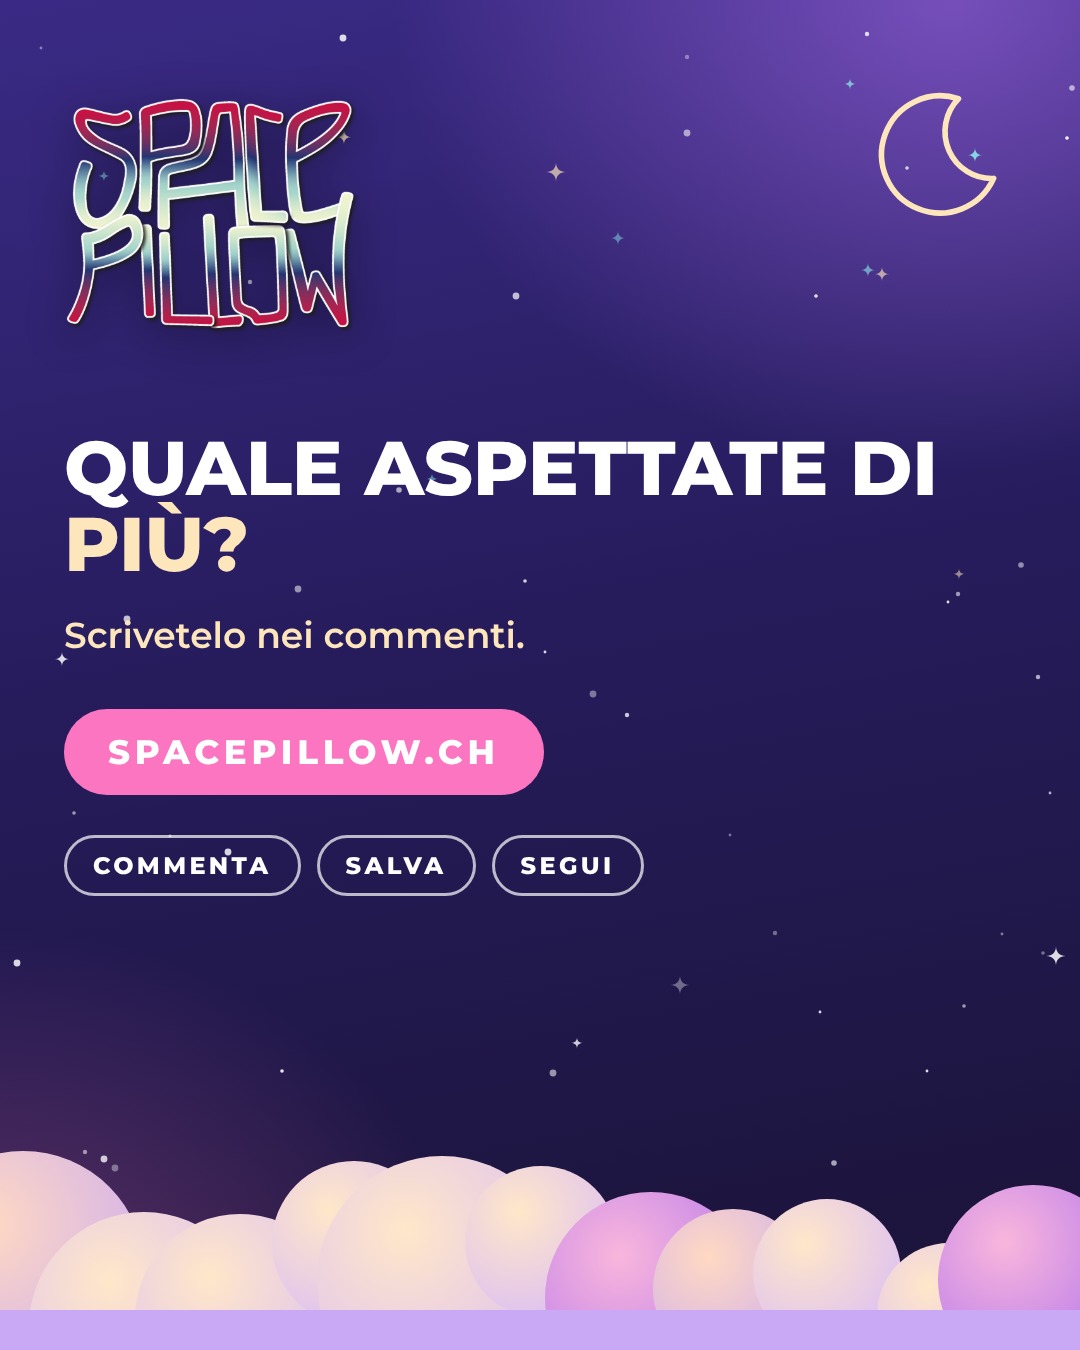 SPACE
PILLOW
QUALE ASPETTATE DI
PIÙ?
Scrivetelo nei commenti.
SPACEPILLOW.CH
COMMENTA SALVA SEGUI